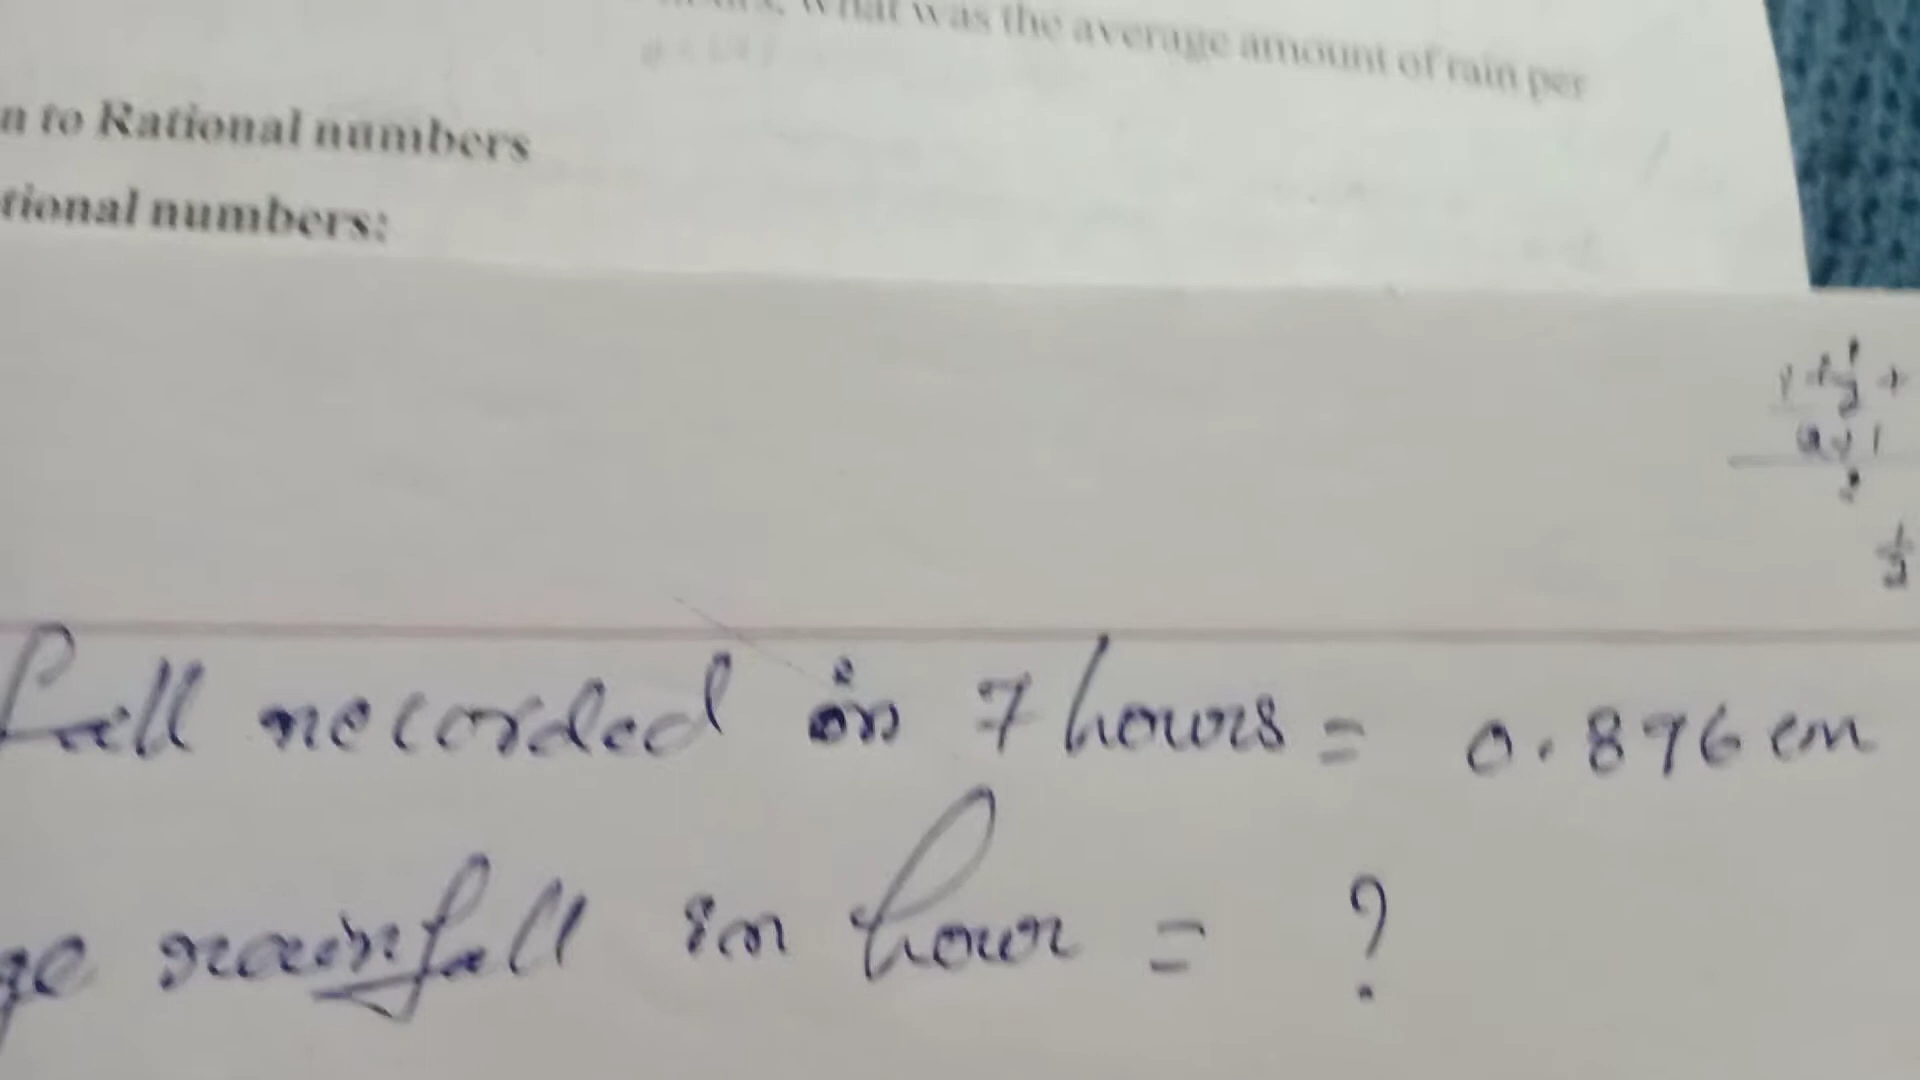 what was the average amount of rain per
n to Rational numbers
tional numbers:
fall recorded in 7 hours = 0.896 cm
ge rainfall in hour = ?